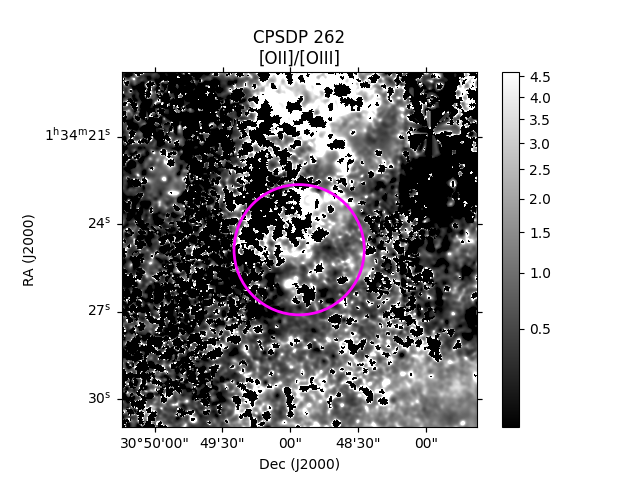 CPSDP 262
[OII]/[OIII]
1ʰ34ᵐ21ˢ
24ˢ
27ˢ
30ˢ
RA (J2000)
30°50'00" 49'30" 00" 48'30" 00"
Dec (J2000)
4.5
4.0
3.5
3.0
2.5
2.0
1.5
1.0
0.5